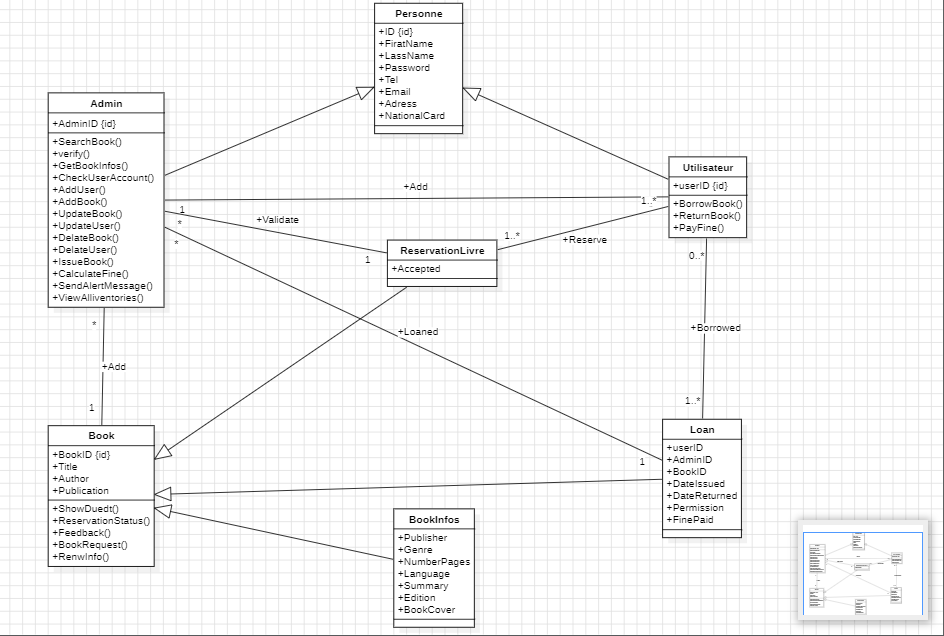 Personne
+ID {id}
+FiratName
+LassName
+Password
+Tel
+Email
+Adress
+NationalCard
Admin
+AdminID {id}
+SearchBook()
+verify()
+GetBookInfos()
+CheckUserAccount()
+AddUser()
+AddBook()
+UpdateBook()
+UpdateUser()
+DelateBook()
+DelateUser()
+IssueBook()
+CalculateFine()
+SendAlertMessage()
+ViewAlliventories()
Utilisateur
+userID {id}
+BorrowBook()
+ReturnBook()
+PayFine()
+Add
1
1..*
*
+Validate
1
ReservationLivre
+Accepted
1..*
+Reserve
*
+Loaned
1
0..*
+Borrowed
1..*
*
+Add
1
Book
+BookID {id}
+Title
+Author
+Publication
+ShowDuedt()
+ReservationStatus()
+Feedback()
+BookRequest()
+RenwInfo()
Loan
+userID
+AdminID
+BookID
+DateIssued
+DateReturned
+Permission
+FinePaid
BookInfos
+Publisher
+Genre
+NumberPages
+Language
+Summary
+Edition
+BookCover